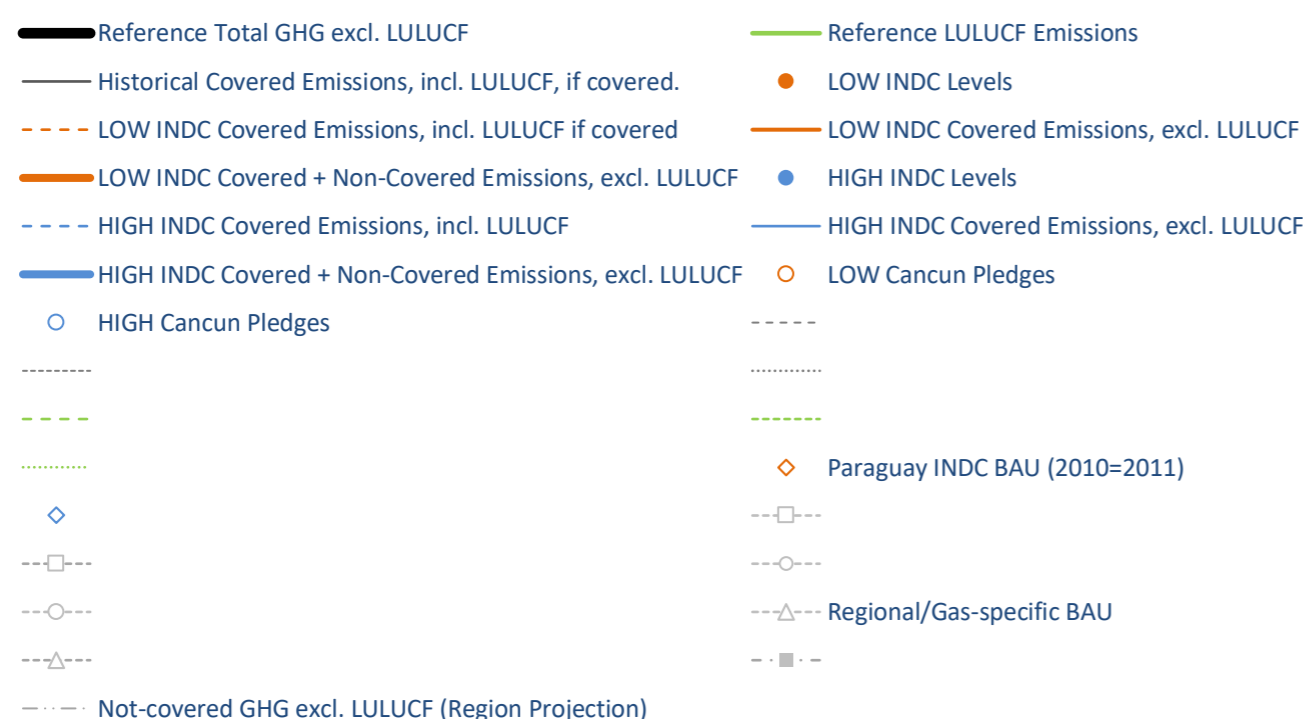 Reference Total GHG excl. LULUCF
Reference LULUCF Emissions
Historical Covered Emissions, incl. LULUCF, if covered.
LOW INDC Levels
LOW INDC Covered Emissions, incl. LULUCF if covered
LOW INDC Covered Emissions, excl. LULUCF
LOW INDC Covered + Non-Covered Emissions, excl. LULUCF
HIGH INDC Levels
HIGH INDC Covered Emissions, incl. LULUCF
HIGH INDC Covered Emissions, excl. LULUCF
HIGH INDC Covered + Non-Covered Emissions, excl. LULUCF
LOW Cancun Pledges
HIGH Cancun Pledges
Paraguay INDC BAU (2010=2011)
Regional/Gas-specific BAU
Not-covered GHG excl. LULUCF (Region Projection)